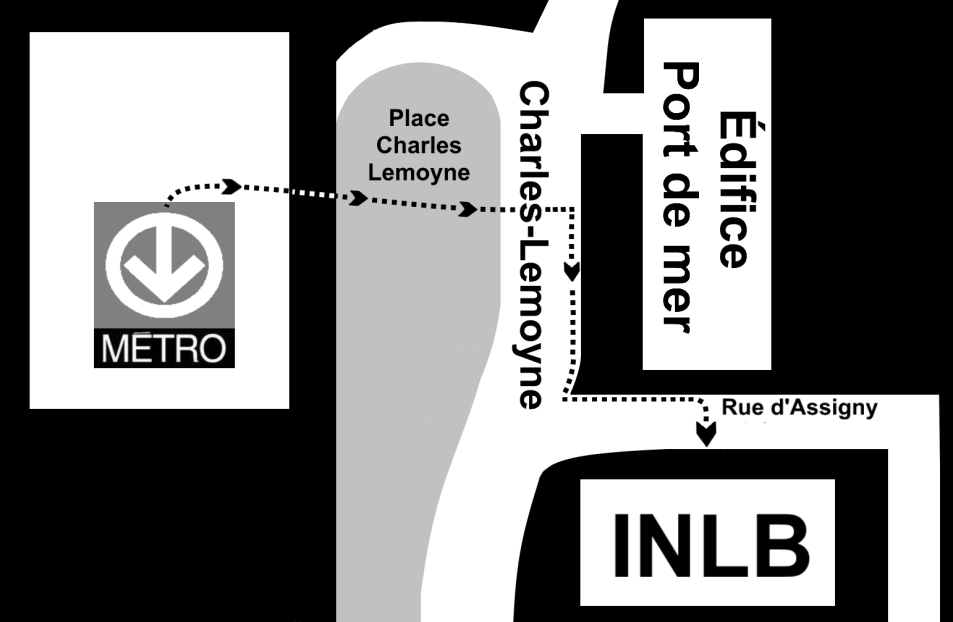 Place
Charles
Lemoyne
MÉTRO
Charles-Lemoyne
Édifice
Port de mer
Rue d'Assigny
INLB